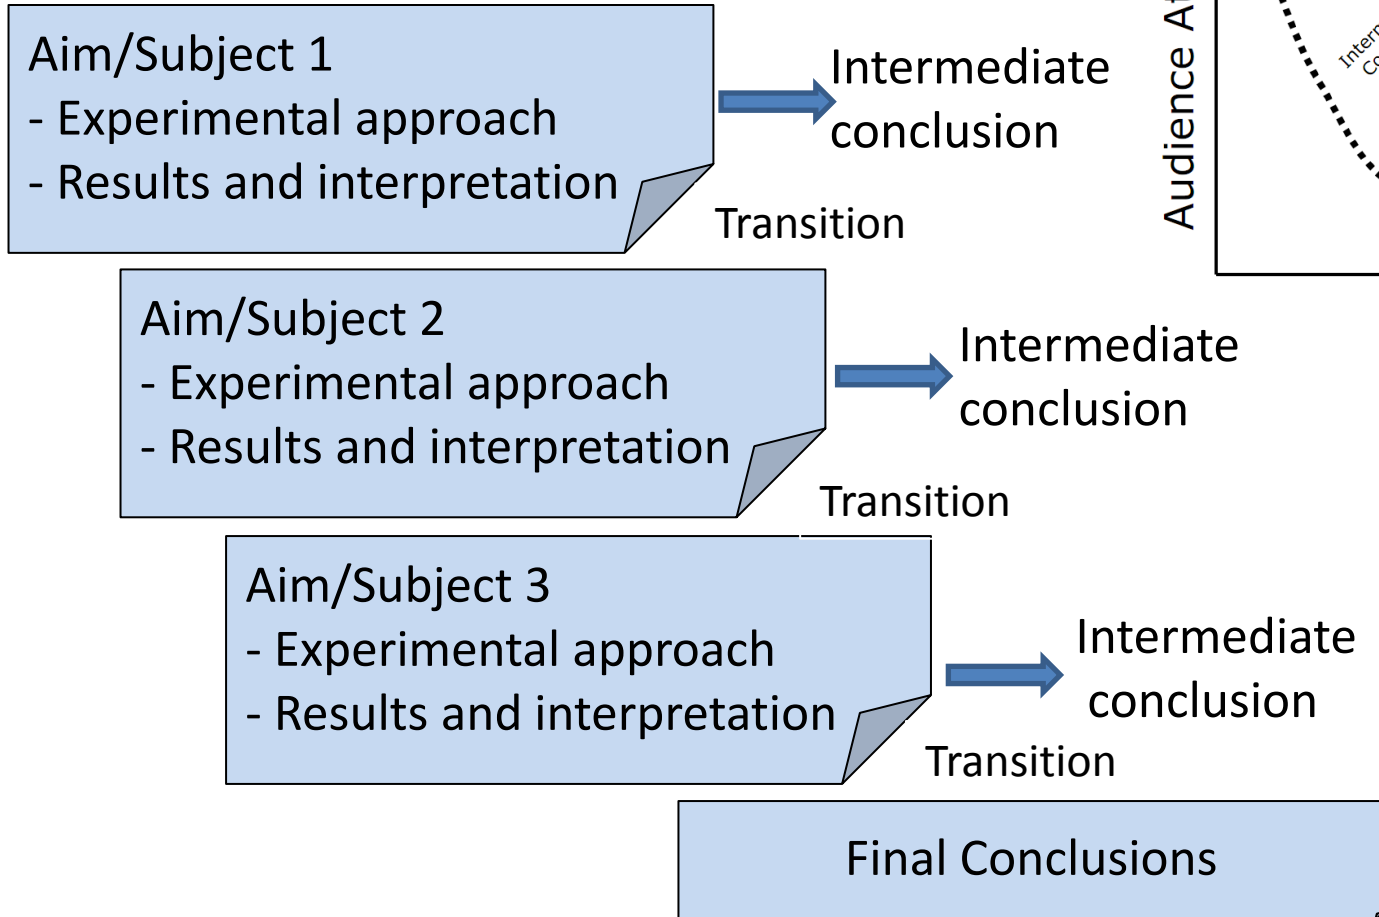 Aim/Subject 1
- Experimental approach
- Results and interpretation
Intermediate
conclusion
Transition
Audience
Aim/Subject 2
- Experimental approach
- Results and interpretation
Intermediate
conclusion
Transition
Aim/Subject 3
- Experimental approach
- Results and interpretation
Intermediate
conclusion
Transition
Final Conclusions